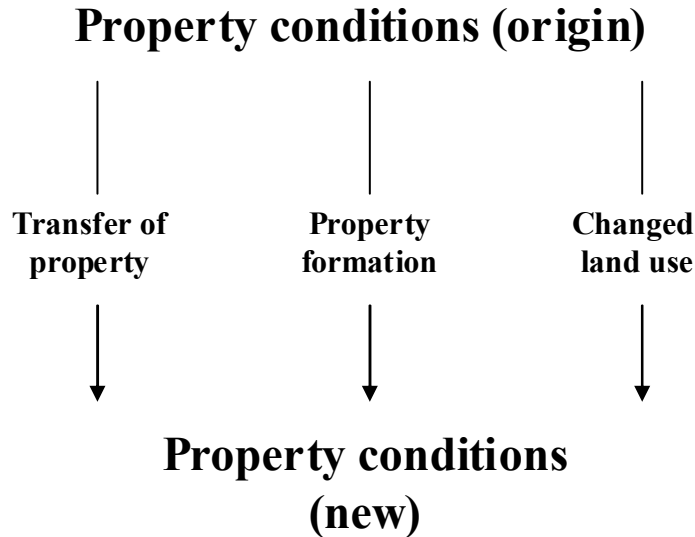 Property conditions (origin)
Transfer of
property
Property
formation
Changed
land use
Property conditions
(new)